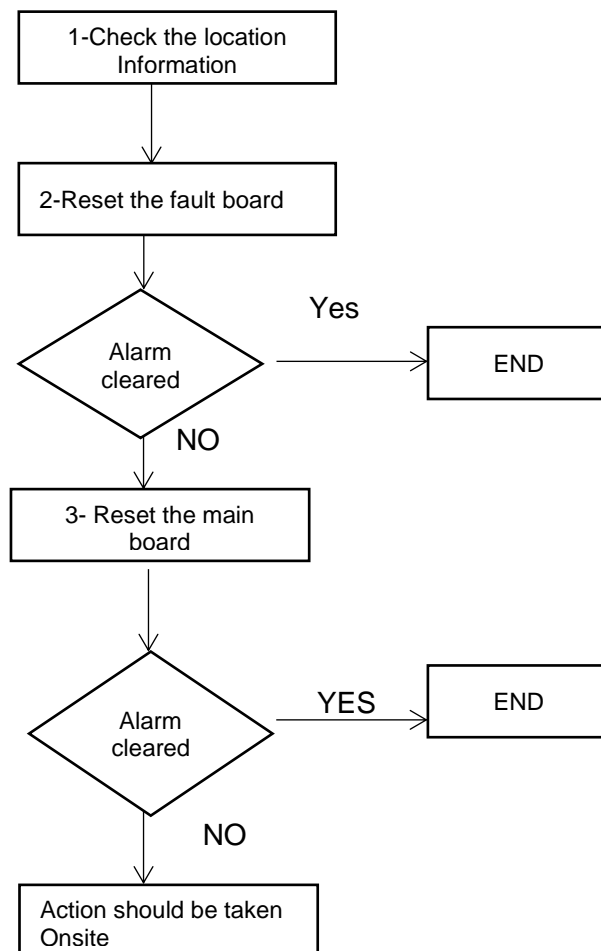 1-Check the location
Information
2-Reset the fault board
Yes
Alarm
cleared
END
NO
3- Reset the main
board
YES
END
Alarm
cleared
NO
Action should be taken
Onsite